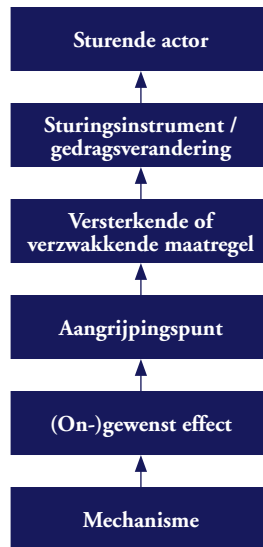 Sturende actor
Sturingsinstrument /
gedragsverandering
Versterkende of
verzwakkende maatregel
Aangrijpingspunt
(On-)gewenst effect
Mechanisme